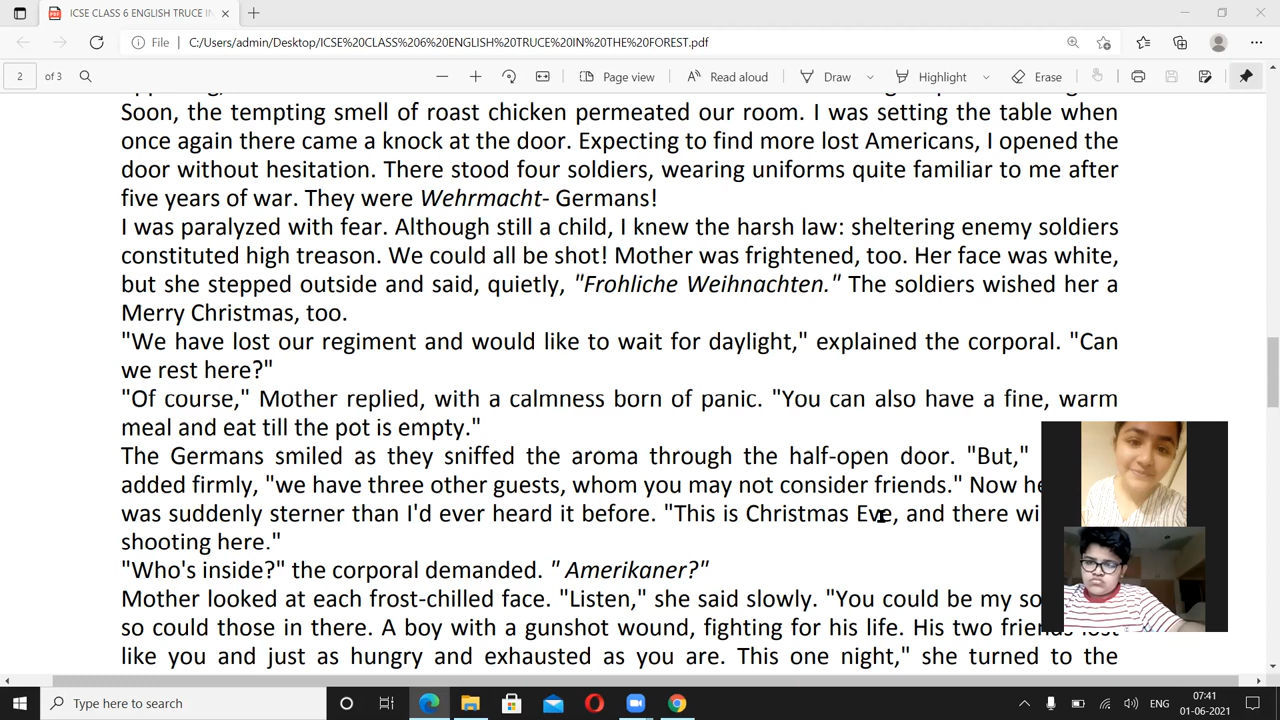 ICSE CLASS 6 ENGLISH TRUCE IN
File C:/Users/admin/Desktop/ICSE%20CLASS%206%20ENGLISH%20TRUCE%20IN%20THE%20FOREST.pdf
2 of 3 Page view Read aloud Draw Highlight Erase
Soon, the tempting smell of roast chicken permeated our room. I was setting the table when
once again there came a knock at the door. Expecting to find more lost Americans, I opened the
door without hesitation. There stood four soldiers, wearing uniforms quite familiar to me after
five years of war. They were Wehrmacht- Germans!
I was paralyzed with fear. Although still a child, I knew the harsh law: sheltering enemy soldiers
constituted high treason. We could all be shot! Mother was frightened, too. Her face was white,
but she stepped outside and said, quietly, "Frohliche Weihnachten." The soldiers wished her a
Merry Christmas, too.
"We have lost our regiment and would like to wait for daylight," explained the corporal. "Can
we rest here?"
"Of course," Mother replied, with a calmness born of panic. "You can also have a fine, warm
meal and eat till the pot is empty."
The Germans smiled as they sniffed the aroma through the half-open door. "But,"
added firmly, "we have three other guests, whom you may not consider friends." Now
was suddenly sterner than I'd ever heard it before. "This is Christmas Eve, and there
shooting here."
"Who's inside?" the corporal demanded. " Amerikaner?"
Mother looked at each frost-chilled face. "Listen," she said slowly. "You could be my
so could those in there. A boy with a gunshot wound, fighting for his life. His two lost
like you and just as hungry and exhausted as you are. This one night," she turned to the
Type here to search
ENG
07:41
01-06-2021